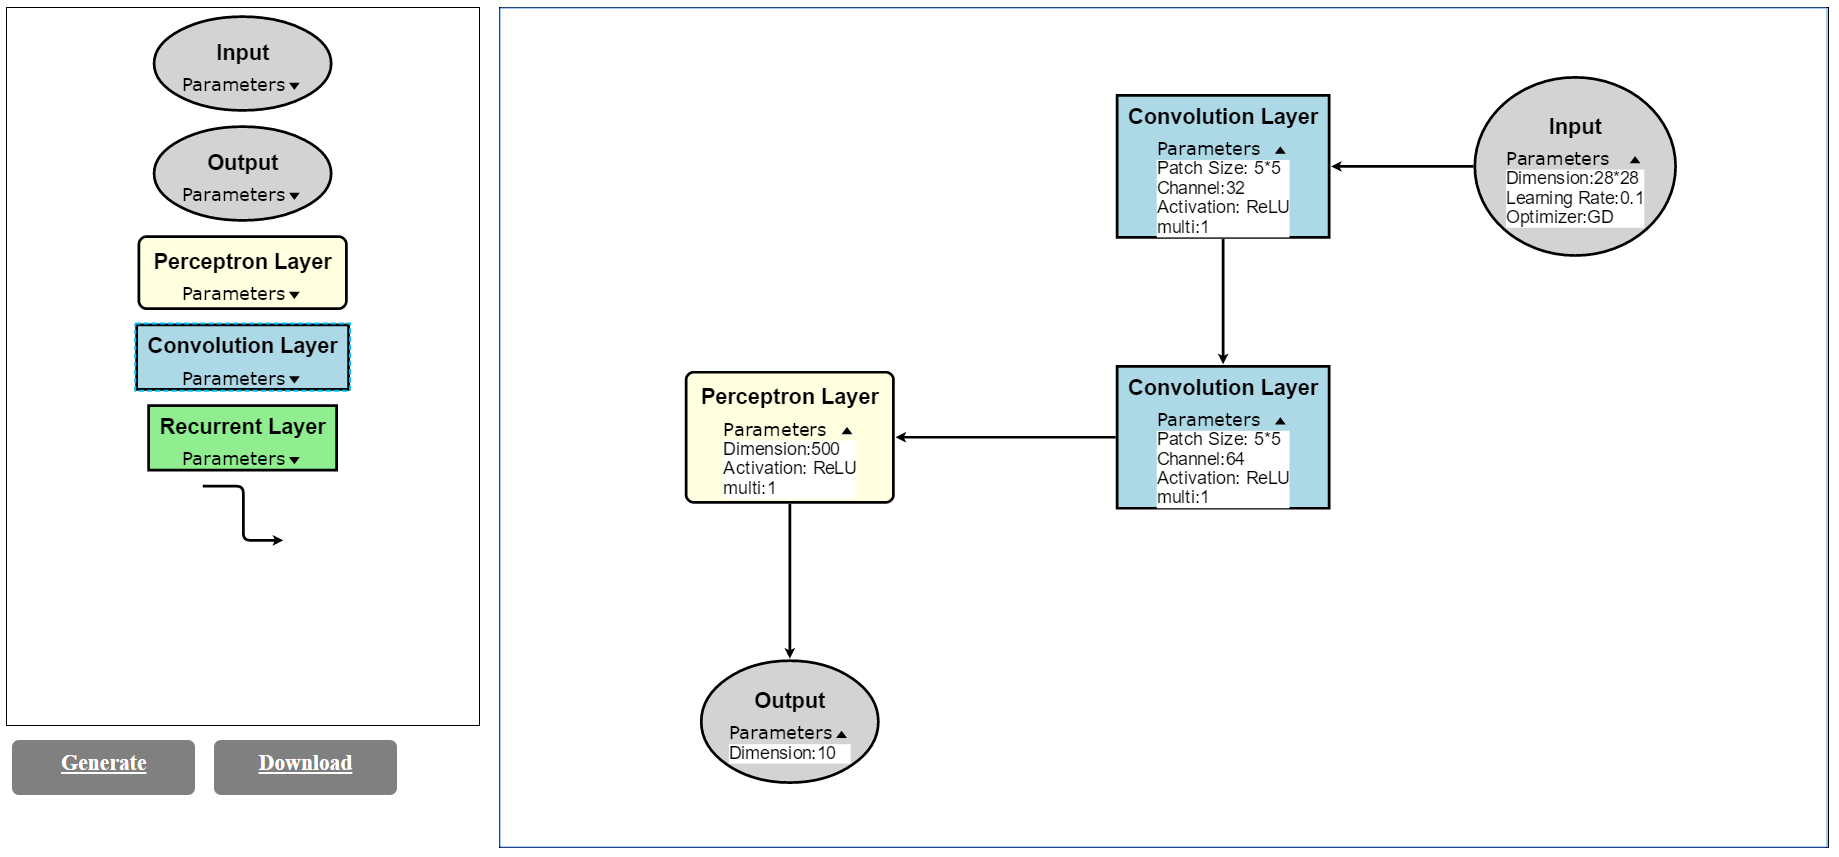 Input
Parameters ▼
Output
Parameters ▼
Perceptron Layer
Parameters ▼
Convolution Layer
Parameters ▼
Recurrent Layer
Parameters ▼
Generate
Download
Convolution Layer
Parameters ▲
Patch Size: 5*5
Channel:32
Activation: ReLU
multi:1
Input
Parameters ▲
Dimension:28*28
Learning Rate:0.1
Optimizer:GD
Perceptron Layer
Parameters ▲
Dimension:500
Activation: ReLU
multi:1
Convolution Layer
Parameters ▲
Patch Size: 5*5
Channel:64
Activation: ReLU
multi:1
Output
Parameters ▲
Dimension:10